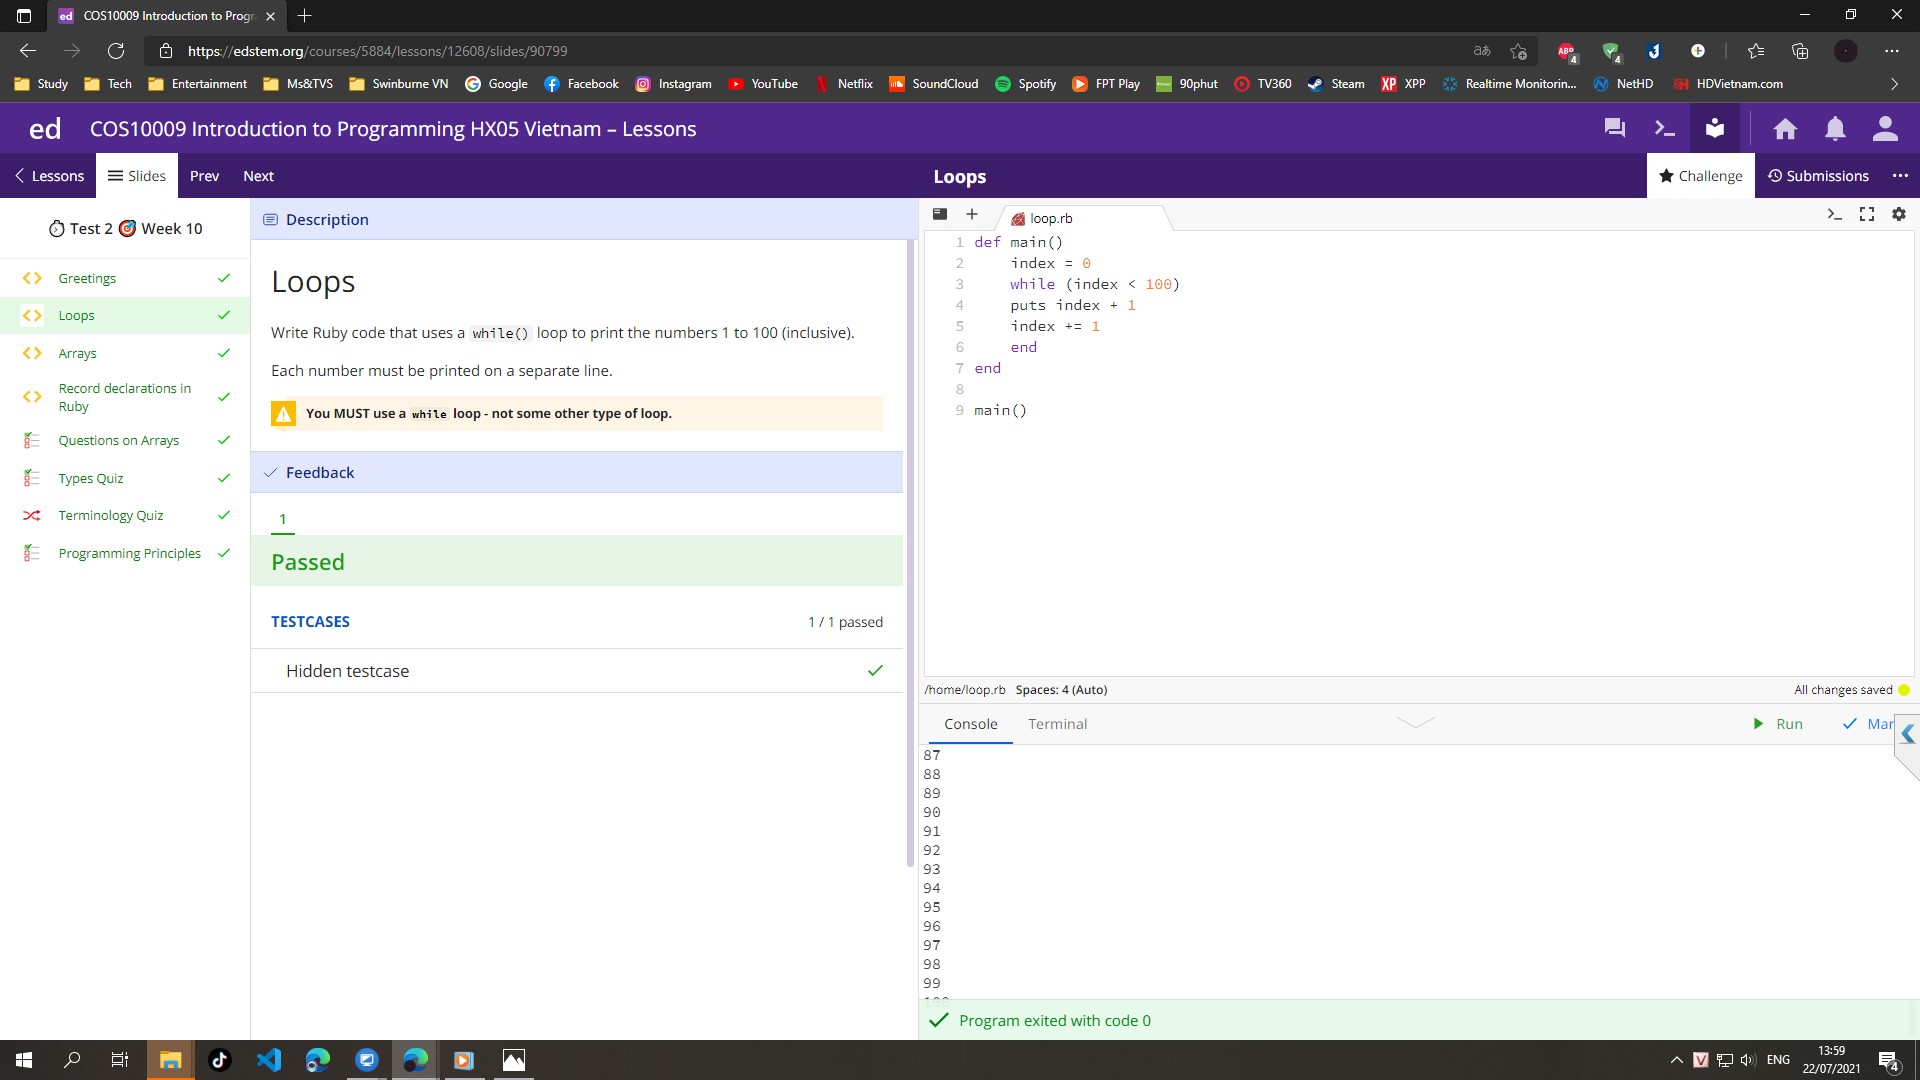 COS10009 Introduction to Progr
https://edstem.org/courses/5884/lessons/12608/slides/90799
Study Tech Entertainment Ms&TVS Swinburne VN Google Facebook Instagram YouTube Netflix SoundCloud Spotify FPT Play 90phut TV360 Steam XPP Realtime Monitorin... NetHD HDVietnam.com
ed COS10009 Introduction to Programming HX05 Vietnam – Lessons
Lessons Slides Prev Next
Loops
Challenge Submissions
Test 2 Week 10
Greetings
Loops
Arrays
Record declarations in
Ruby
Questions on Arrays
Types Quiz
Terminology Quiz
Programming Principles
Description
Loops
Write Ruby code that uses a while() loop to print the numbers 1 to 100 (inclusive).
Each number must be printed on a separate line.
You MUST use a while loop - not some other type of loop.
Feedback
1
Passed
TESTCASES 1 / 1 passed
Hidden testcase
loop.rb
1 def main()
2 index = 0
3 while (index < 100)
4 puts index + 1
5 index += 1
6 end
7 end
8
9 main()
/home/loop.rb Spaces: 4 (Auto) All changes saved
Console Terminal Run Mar
87
88
89
90
91
92
93
94
95
96
97
98
99
100
Program exited with code 0
ENG
13:59
22/07/2021
4